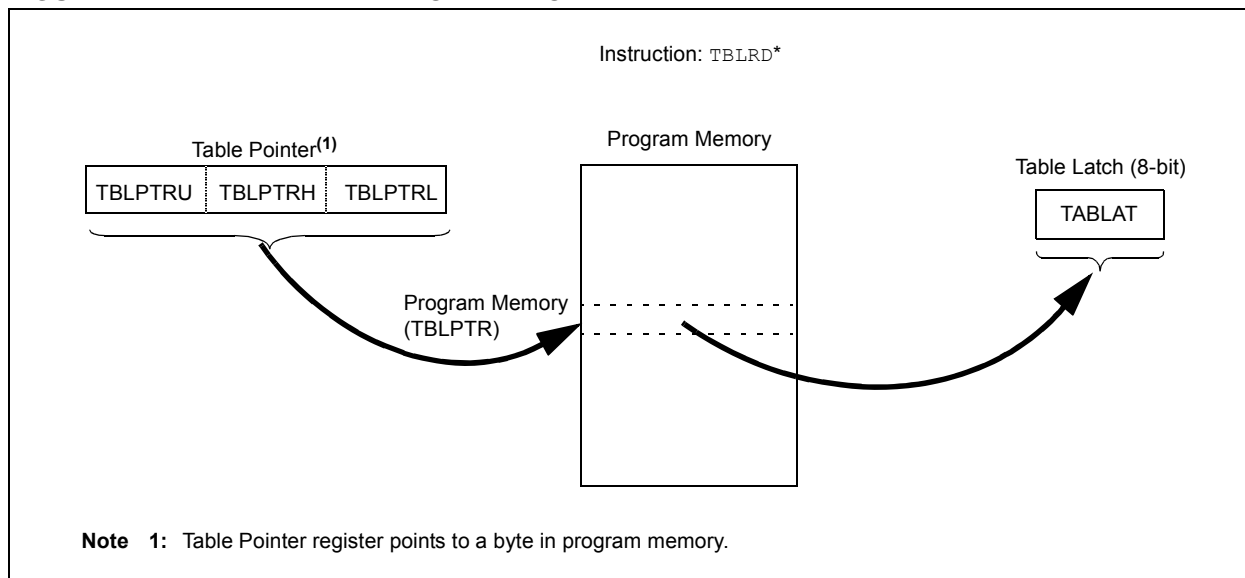 Instruction: TBLRD*
Table Pointer(1)
TBLPTRU TBLPTRH TBLPTRL
Program Memory
Table Latch (8-bit)
TABLAT
Program Memory
(TBLPTR)
Note 1: Table Pointer register points to a byte in program memory.